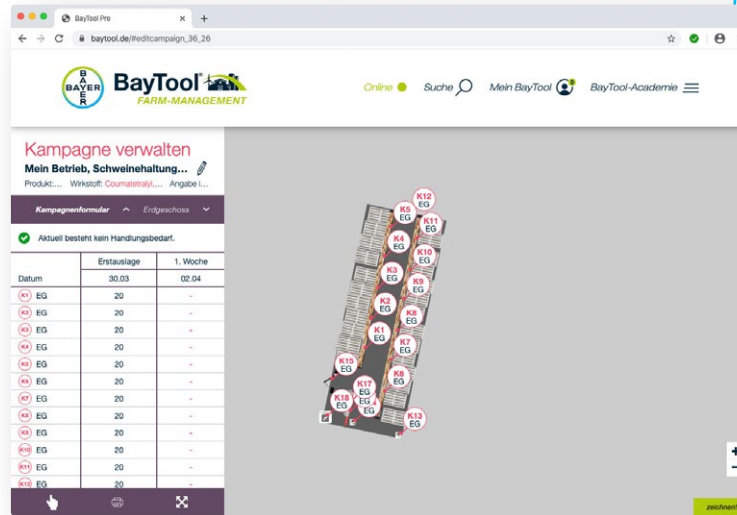 BayTool Pro
baytool.de/#editcampaign_36_26
BAYER
BAYER
BayTool
FARM-MANAGEMENT
Online
Suche
Mein BayTool
BayTool-Academie
Kampagne verwalten
Mein Betrieb, Schweinehaltung...
Produkt:... Wirkstoff: Coumatetralyl,... Angabe i...
Kampagnenformular
Erdgeschoss
Aktuell besteht kein Handlungsbedarf.
Erstauslage 1. Woche
Datum 30.03 02.04
K1 EG 20 -
K2 EG 20 -
K3 EG 20 -
K4 EG 20 -
K5 EG 20 -
K6 EG 20 -
K7 EG 20 -
K8 EG 20 -
K9 EG 20 -
K10 EG 20 -
K11 EG 20 -
K12 EG 20 -
K12 EG
K5 EG
K11 EG
K4 EG
K10 EG
K3 EG
K9 EG
K2 EG
K8 EG
K1 EG
K7 EG
K15 EG
K6 EG
K17 EG
K18 EG
EG
K13 EG
zeichnen